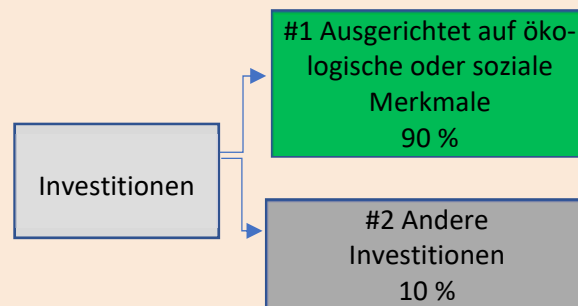 #1 Ausgerichtet auf öko-
logische oder soziale
Merkmale
90 %
Investitionen
#2 Andere
Investitionen
10 %